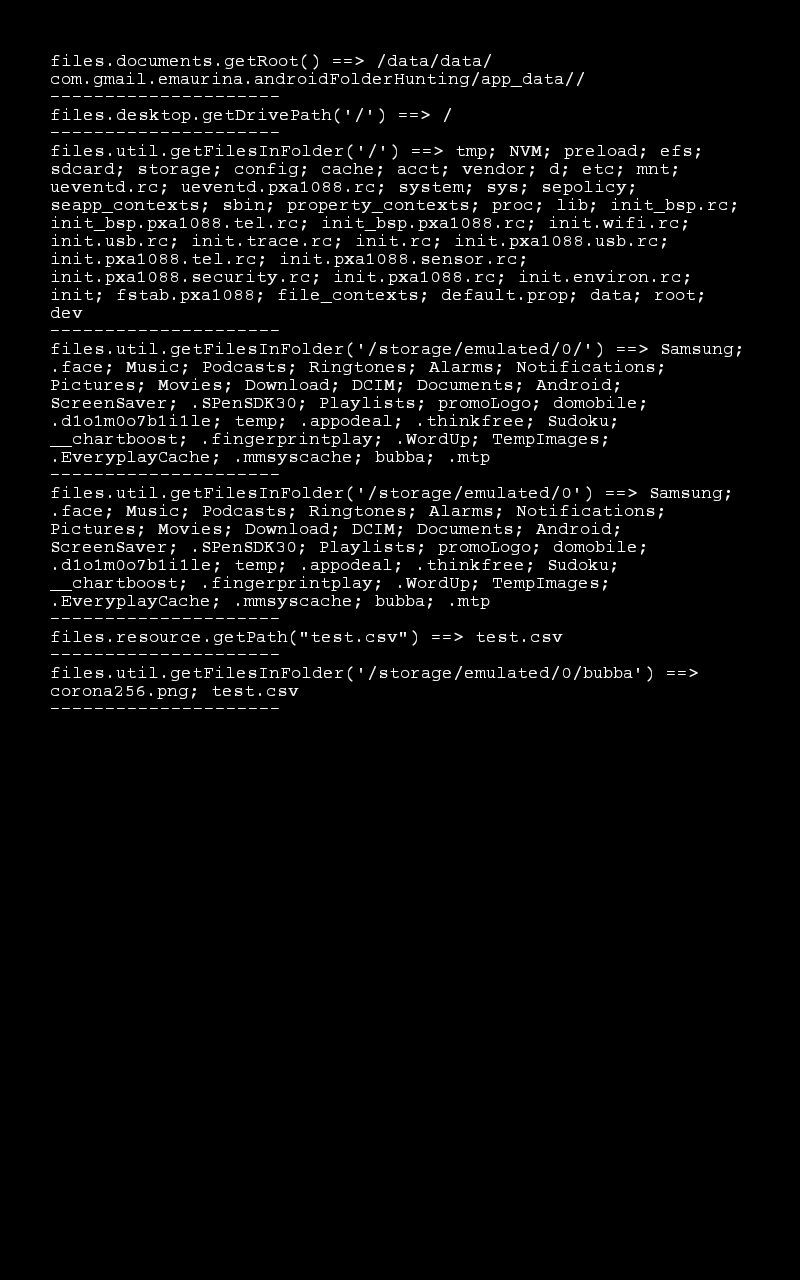 files.documents.getRoot() ==> /data/data/
com.gmail.emaurina.androidFolderHunting/app_data//
---------------------
files.desktop.getDrivePath('/') ==> /
---------------------
files.util.getFilesInFolder('/') ==> tmp; NVM; preload; efs;
sdcard; storage; config; cache; acct; vendor; d; etc; mnt;
ueventd.rc; ueventd.pxa1088.rc; system; sys; sepolicy;
seapp_contexts; sbin; property_contexts; proc; lib; init_bsp.rc;
init_bsp.pxa1088.tel.rc; init_bsp.pxa1088.rc; init.wifi.rc;
init.usb.rc; init.trace.rc; init.rc; init.pxa1088.usb.rc;
init.pxa1088.tel.rc; init.pxa1088.sensor.rc;
init.pxa1088.security.rc; init.pxa1088.rc; init.environ.rc;
init; fstab.pxa1088; file_contexts; default.prop; data; root;
dev
---------------------
files.util.getFilesInFolder('/storage/emulated/0/') ==> Samsung;
.face; Music; Podcasts; Ringtones; Alarms; Notifications;
Pictures; Movies; Download; DCIM; Documents; Android;
ScreenSaver; .SPenSDK30; Playlists; promoLogo; domobile;
.d1o1m0o7b1i1le; temp; .appodeal; .thinkfree; Sudoku;
__chartboost; .fingerprintplay; .WordUp; TempImages;
.EveryplayCache; .mmsyscache; bubba; .mtp
---------------------
files.util.getFilesInFolder('/storage/emulated/0') ==> Samsung;
.face; Music; Podcasts; Ringtones; Alarms; Notifications;
Pictures; Movies; Download; DCIM; Documents; Android;
ScreenSaver; .SPenSDK30; Playlists; promoLogo; domobile;
.d1o1m0o7b1i1le; temp; .appodeal; .thinkfree; Sudoku;
__chartboost; .fingerprintplay; .WordUp; TempImages;
.EveryplayCache; .mmsyscache; bubba; .mtp
---------------------
files.resource.getPath("test.csv") ==> test.csv
---------------------
files.util.getFilesInFolder('/storage/emulated/0/bubba') ==>
corona256.png; test.csv
---------------------